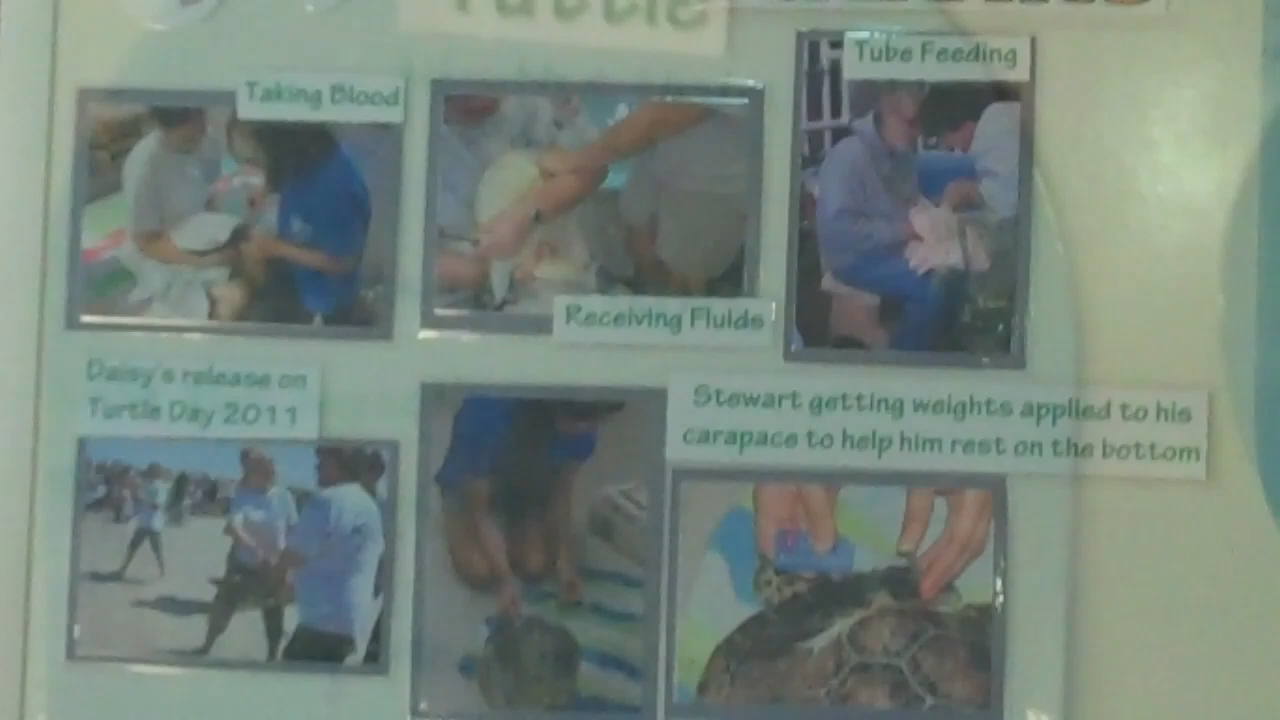 Turtle
Taking Blood
Tube Feeding
Receiving Fluids
Daisy's release on
Turtle Day 2011
Stewart getting weights applied to his
carapace to help him rest on the bottom